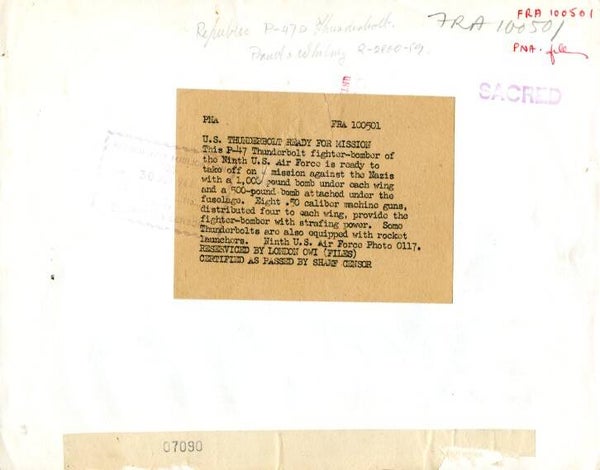 FRA 100501
Republic P-47D Thunderbolt.
FRA 100501
Pratt & Whitney R-2800-59.
PNA. file
SACRED
PNA FRA 100501
U.S. THUNDERBOLT READY FOR MISSION
This P-47 Thunderbolt fighter-bomber of
the Ninth U.S. Air Force is ready to
take off on a mission against the Nazis
with a 1,000 pound bomb under each wing
and a 500-pound bomb attached under the
fusolage. Eight .50 caliber machine guns,
distributed four to each wing, provide the
fighter-bomber with strafing power. Some
Thunderbolts are also equipped with rocket
launchers. Ninth U.S. Air Force Photo 0117.
RESERVICED BY LONDON OWI (FILES)
CERTIFIED AS PASSED BY SHAEF CENSOR
07090